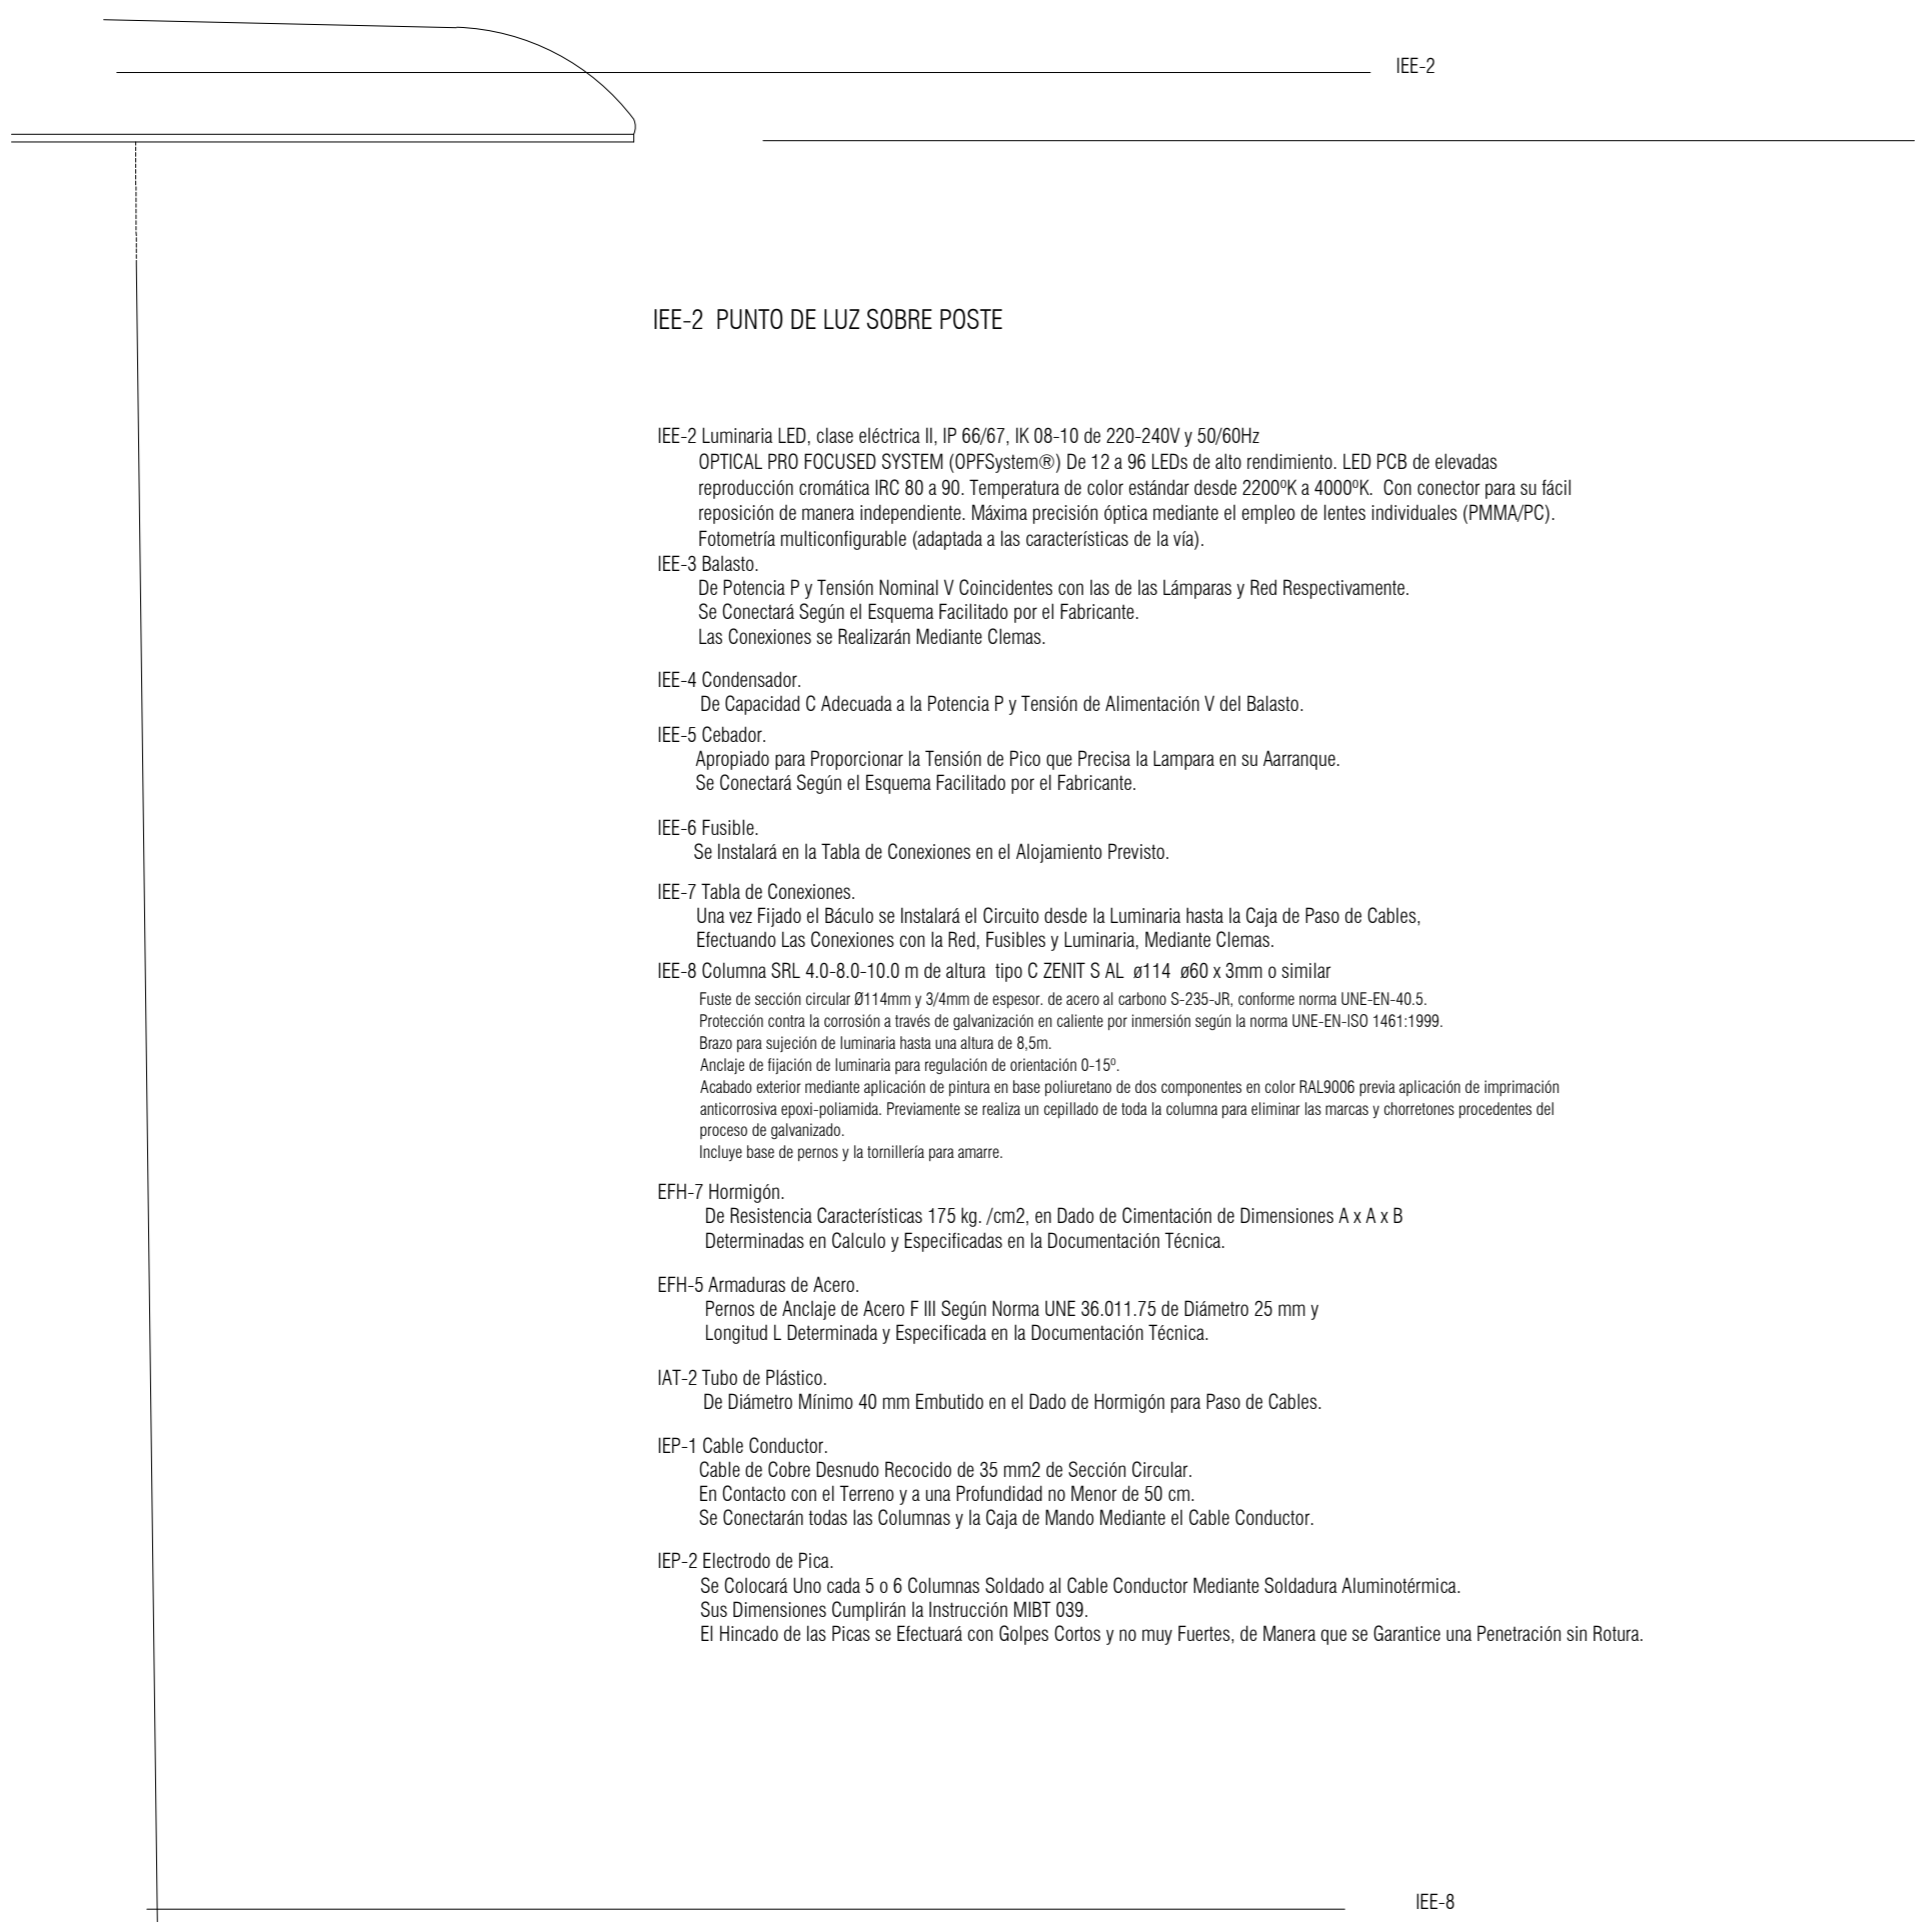 IEE-2
IEE-2 PUNTO DE LUZ SOBRE POSTE
IEE-2 Luminaria LED, clase eléctrica II, IP 66/67, IK 08-10 de 220-240V y 50/60Hz
OPTICAL PRO FOCUSED SYSTEM (OPFSystem®) De 12 a 96 LEDs de alto rendimiento. LED PCB de elevadas
reproducción cromática IRC 80 a 90. Temperatura de color estándar desde 2200ºK a 4000ºK. Con conector para su fácil
reposición de manera independiente. Máxima precisión óptica mediante el empleo de lentes individuales (PMMA/PC).
Fotometría multiconfigurable (adaptada a las características de la vía).
IEE-3 Balasto.
De Potencia P y Tensión Nominal V Coincidentes con las de las Lámparas y Red Respectivamente.
Se Conectará Según el Esquema Facilitado por el Fabricante.
Las Conexiones se Realizarán Mediante Clemas.
IEE-4 Condensador.
De Capacidad C Adecuada a la Potencia P y Tensión de Alimentación V del Balasto.
IEE-5 Cebador.
Apropiado para Proporcionar la Tensión de Pico que Precisa la Lampara en su Aarranque.
Se Conectará Según el Esquema Facilitado por el Fabricante.
IEE-6 Fusible.
Se Instalará en la Tabla de Conexiones en el Alojamiento Previsto.
IEE-7 Tabla de Conexiones.
Una vez Fijado el Báculo se Instalará el Circuito desde la Luminaria hasta la Caja de Paso de Cables,
Efectuando Las Conexiones con la Red, Fusibles y Luminaria, Mediante Clemas.
IEE-8 Columna SRL 4.0-8.0-10.0 m de altura tipo C ZENIT S AL ø114 ø60 x 3mm o similar
Fuste de sección circular Ø114mm y 3/4mm de espesor. de acero al carbono S-235-JR, conforme norma UNE-EN-40.5.
Protección contra la corrosión a través de galvanización en caliente por inmersión según la norma UNE-EN-ISO 1461:1999.
Brazo para sujeción de luminaria hasta una altura de 8,5m.
Anclaje de fijación de luminaria para regulación de orientación 0-15º.
Acabado exterior mediante aplicación de pintura en base poliuretano de dos componentes en color RAL9006 previa aplicación de imprimación
anticorrosiva epoxi-poliamida. Previamente se realiza un cepillado de toda la columna para eliminar las marcas y chorretones procedentes del
proceso de galvanizado.
Incluye base de pernos y la tornillería para amarre.
EFH-7 Hormigón.
De Resistencia Características 175 kg. /cm2, en Dado de Cimentación de Dimensiones A x A x B
Determinadas en Calculo y Especificadas en la Documentación Técnica.
EFH-5 Armaduras de Acero.
Pernos de Anclaje de Acero F III Según Norma UNE 36.011.75 de Diámetro 25 mm y
Longitud L Determinada y Especificada en la Documentación Técnica.
IAT-2 Tubo de Plástico.
De Diámetro Mínimo 40 mm Embutido en el Dado de Hormigón para Paso de Cables.
IEP-1 Cable Conductor.
Cable de Cobre Desnudo Recocido de 35 mm2 de Sección Circular.
En Contacto con el Terreno y a una Profundidad no Menor de 50 cm.
Se Conectarán todas las Columnas y la Caja de Mando Mediante el Cable Conductor.
IEP-2 Electrodo de Pica.
Se Colocará Uno cada 5 o 6 Columnas Soldado al Cable Conductor Mediante Soldadura Aluminotérmica.
Sus Dimensiones Cumplirán la Instrucción MIBT 039.
El Hincado de las Picas se Efectuará con Golpes Cortos y no muy Fuertes, de Manera que se Garantice una Penetración sin Rotura.
IEE-8